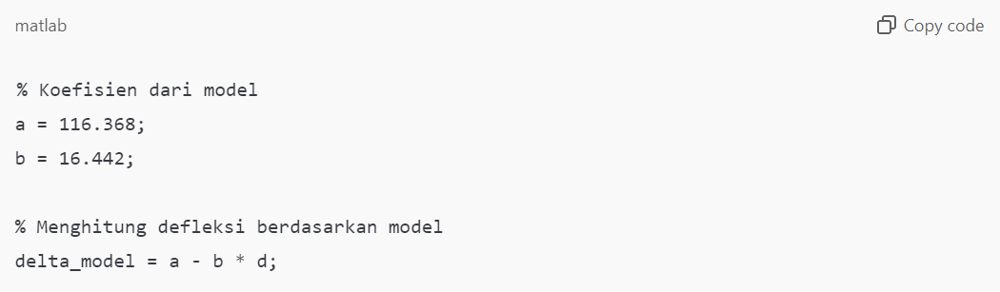 matlab
Copy code
% Koefisien dari model
a = 116.368;
b = 16.442;
% Menghitung defleksi berdasarkan model
delta_model = a - b * d;